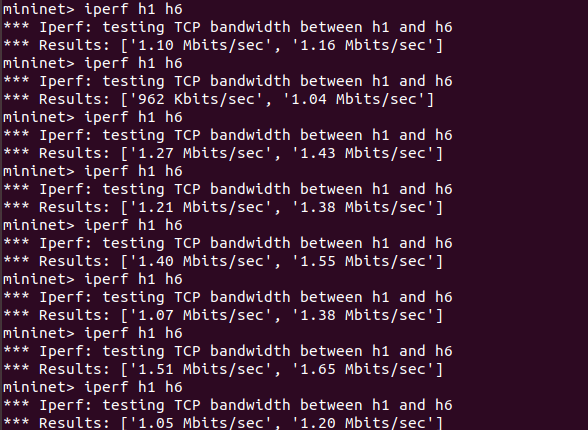 mininet> iperf h1 h6
*** Iperf: testing TCP bandwidth between h1 and h6
*** Results: ['1.10 Mbits/sec', '1.16 Mbits/sec']
mininet> iperf h1 h6
*** Iperf: testing TCP bandwidth between h1 and h6
*** Results: ['962 Kbits/sec', '1.04 Mbits/sec']
mininet> iperf h1 h6
*** Iperf: testing TCP bandwidth between h1 and h6
*** Results: ['1.27 Mbits/sec', '1.43 Mbits/sec']
mininet> iperf h1 h6
*** Iperf: testing TCP bandwidth between h1 and h6
*** Results: ['1.21 Mbits/sec', '1.38 Mbits/sec']
mininet> iperf h1 h6
*** Iperf: testing TCP bandwidth between h1 and h6
*** Results: ['1.40 Mbits/sec', '1.55 Mbits/sec']
mininet> iperf h1 h6
*** Iperf: testing TCP bandwidth between h1 and h6
*** Results: ['1.07 Mbits/sec', '1.38 Mbits/sec']
mininet> iperf h1 h6
*** Iperf: testing TCP bandwidth between h1 and h6
*** Results: ['1.51 Mbits/sec', '1.65 Mbits/sec']
mininet> iperf h1 h6
*** Iperf: testing TCP bandwidth between h1 and h6
*** Results: ['1.05 Mbits/sec', '1.20 Mbits/sec']